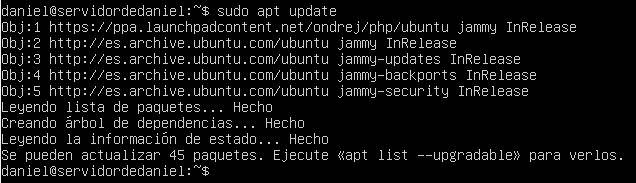 daniel@servidordedaniel:~$ sudo apt update
Obj:1 https://ppa.launchpadcontent.net/ondrej/php/ubuntu jammy InRelease
Obj:2 http://es.archive.ubuntu.com/ubuntu jammy InRelease
Obj:3 http://es.archive.ubuntu.com/ubuntu jammy-updates InRelease
Obj:4 http://es.archive.ubuntu.com/ubuntu jammy-backports InRelease
Obj:5 http://es.archive.ubuntu.com/ubuntu jammy-security InRelease
Leyendo lista de paquetes... Hecho
Creando árbol de dependencias... Hecho
Leyendo la información de estado... Hecho
Se pueden actualizar 45 paquetes. Ejecute «apt list --upgradable» para verlos.
daniel@servidordedaniel:~$